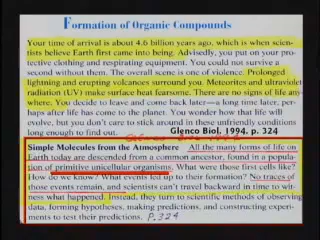 Formation of Organic Compounds
Your time of arrival is about 4.6 billion years ago, which is when scien-
tists believe Earth first came into being. Advisedly, you put on your pro-
tective clothing and respiring equipment. You could not survive a
second without them. The overall scene is one of violence. Prolonged
lightning and erupting volcanoes surround you. Meteorites and ultraviolet
radiation (UV) make surface heat fearsome. There are no signs of life any-
where. You decide to leave and come back later—a long time later, per-
haps after life has come to the planet. You wonder how that life will
evolve, but you don't care to stick around in these unfriendly conditions
long enough to find out.
Glenco Biol. 1994. p. 324
Simple Molecules from the Atmosphere All the many forms of life on
Earth today are descended from a common ancestor, found in a popula-
tion of primitive unicellular organisms. What were those first cells like?
How do we know? What events led up to their formation? No traces of
those events remain, and scientists can't travel backward in time to wit-
ness what happened. Instead, they turn to scientific methods of observing
data, forming hypotheses, making predictions, and constructing experi-
ments to test their predictions. P.324